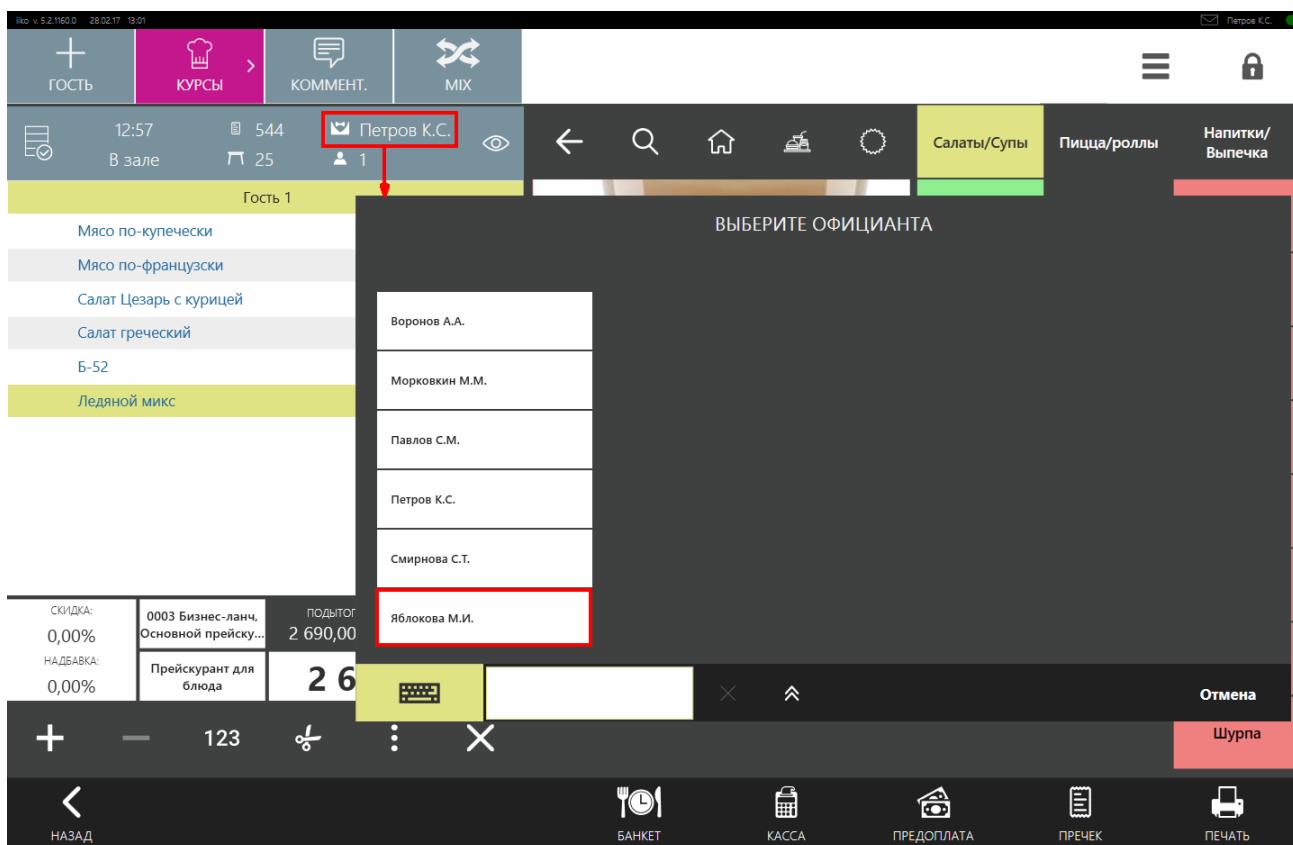 iiko v. 5.2.1160.0 28.02.17 13:01
Петров К.С.
ГОСТЬ
КУРСЫ
КОММЕНТ.
MIX
12:57
544
Петров К.С.
В зале
25
1
Салаты/Супы
Пицца/роллы
Напитки/
Выпечка
Гость 1
Мясо по-купечески
Мясо по-французски
Салат Цезарь с курицей
Салат греческий
Б-52
Ледяной микс
ВЫБЕРИТЕ ОФИЦИАНТА
Воронов А.А.
Морковкин М.М.
Павлов С.М.
Петров К.С.
Смирнова С.Т.
Яблокова М.И.
СКИДКА:
0,00%
НАДБАВКА:
0,00%
0003 Бизнес-ланч,
Основной прейску...
Прейскурант для
блюда
ПОДЫТОГ
2 690,00
2 6
Отмена
123
Шурпа
НАЗАД
БАНКЕТ
КАССА
ПРЕДОПЛАТА
ПРЕЧЕК
ПЕЧАТЬ